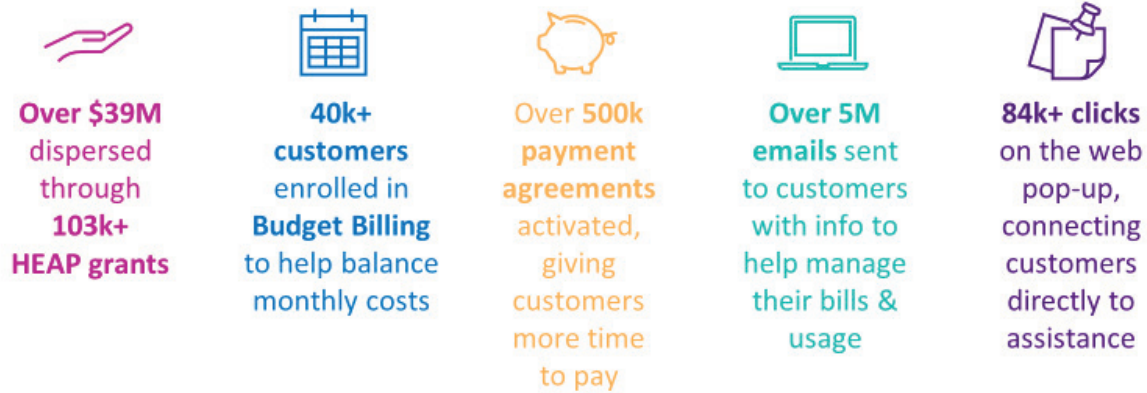 Over $39M
dispersed
through
103k+
HEAP grants
40k+
customers
enrolled in
Budget Billing
to help balance
monthly costs
Over 500k
payment
agreements
activated,
giving
customers
more time
to pay
Over 5M
emails sent
to customers
with info to
help manage
their bills &
usage
84k+ clicks
on the web
pop-up,
connecting
customers
directly to
assistance